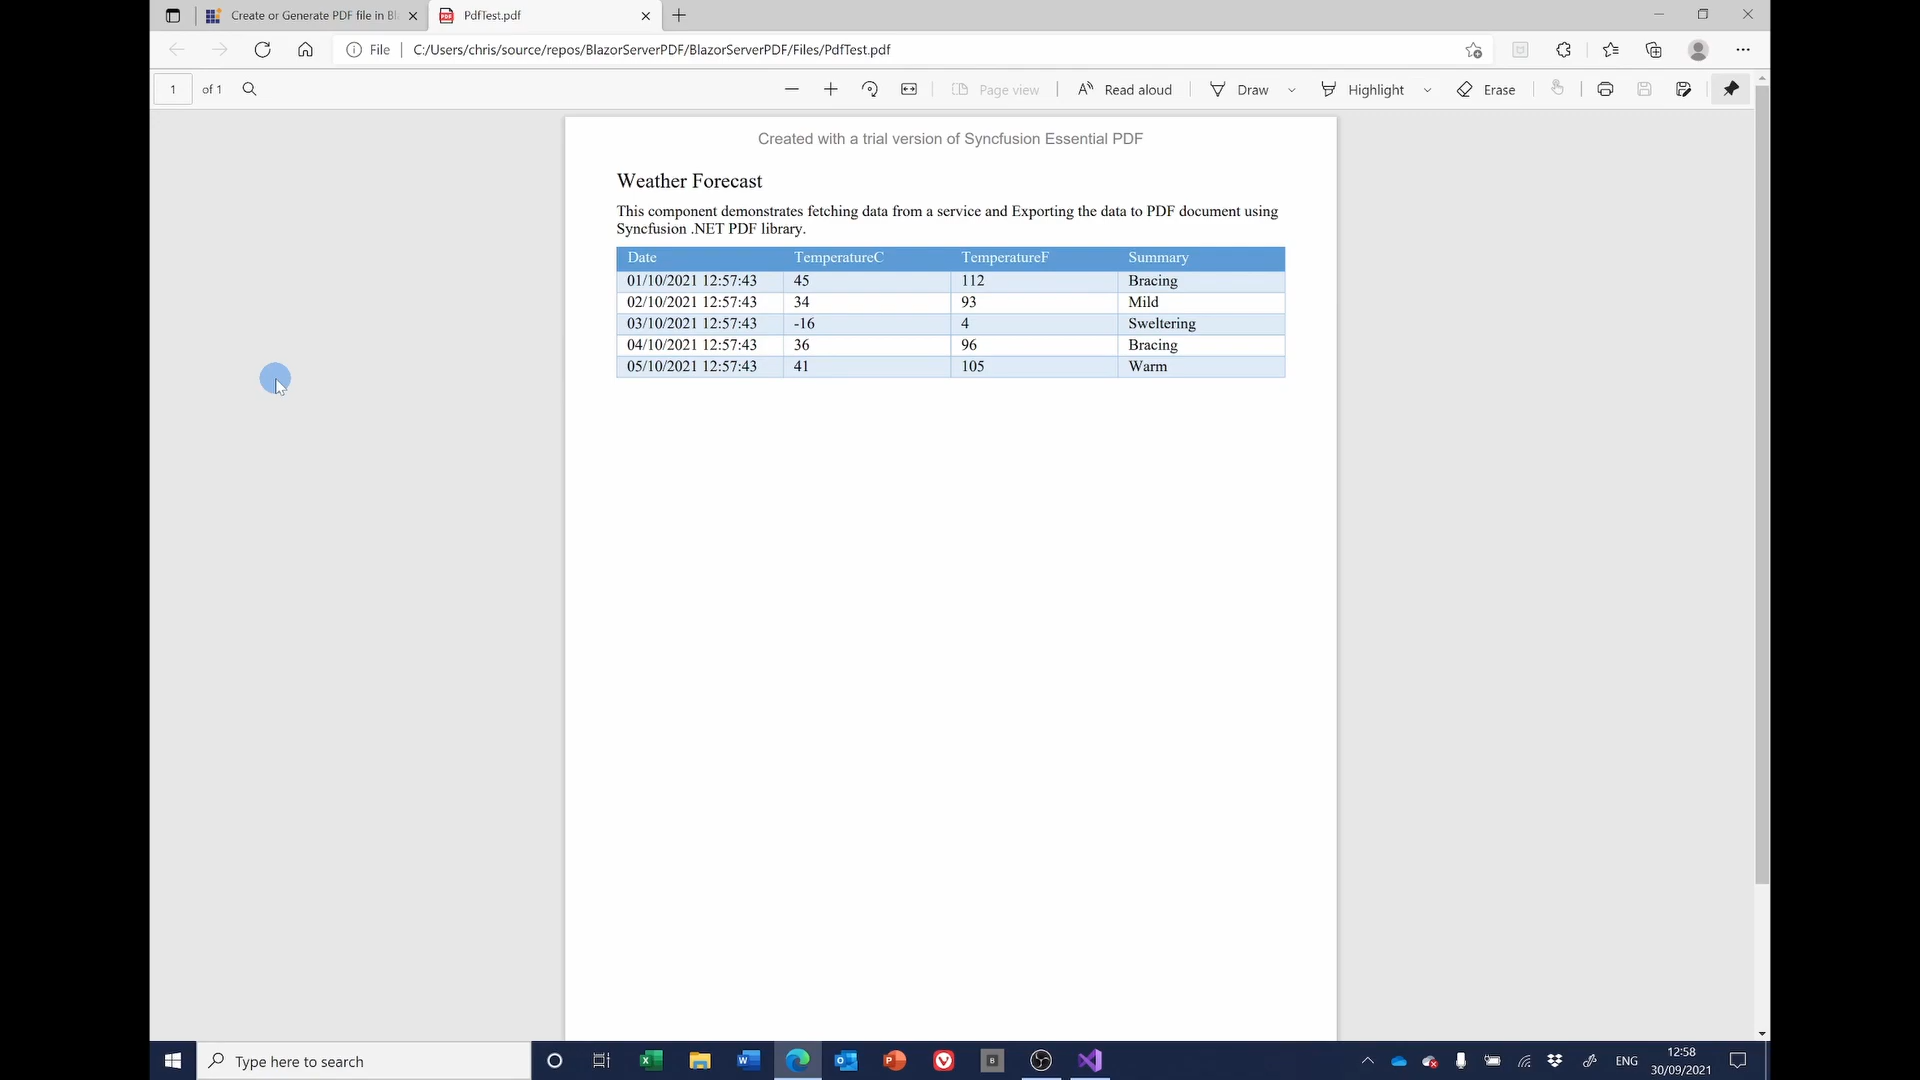 Create or Generate PDF file in Bl
PdfTest.pdf
File
C:/Users/chris/source/repos/BlazorServerPDF/BlazorServerPDF/Files/PdfTest.pdf
1 of 1
Page view
Read aloud
Draw
Highlight
Erase
Created with a trial version of Syncfusion Essential PDF
Weather Forecast
This component demonstrates fetching data from a service and Exporting the data to PDF document using
Syncfusion .NET PDF library.
Date TemperatureC TemperatureF Summary
01/10/2021 12:57:43 45 112 Bracing
02/10/2021 12:57:43 34 93 Mild
03/10/2021 12:57:43 -16 4 Sweltering
04/10/2021 12:57:43 36 96 Bracing
05/10/2021 12:57:43 41 105 Warm
Type here to search
ENG
12:58
30/09/2021